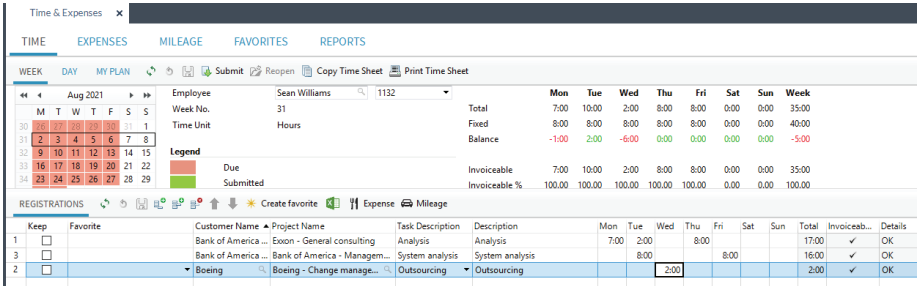 Time & Expenses ×
TIME EXPENSES MILEAGE FAVORITES REPORTS
WEEK DAY MY PLAN Submit Reopen Copy Time Sheet Print Time Sheet
Aug 2021
M T W T F S S
30 26 27 28 29 30 31 1
31 2 3 4 5 6 7 8
32 9 10 11 12 13 14 15
33 16 17 18 19 20 21 22
34 23 24 25 26 27 28 29
Employee Sean Williams 1132
Week No. 31
Time Unit Hours
Legend
Due
Submitted
Mon Tue Wed Thu Fri Sat Sun Week
Total 7:00 10:00 2:00 8:00 8:00 0:00 0:00 35:00
Fixed 8:00 8:00 8:00 8:00 8:00 0:00 0:00 40:00
Balance -1:00 2:00 -6:00 0:00 0:00 0:00 0:00 -5:00
Invoiceable 7:00 10:00 2:00 8:00 8:00 0:00 0:00 35:00
Invoiceable % 100.00 100.00 100.00 100.00 100.00 0.00 0.00 100.00
REGISTRATIONS Create favorite Expense Mileage
Keep Favorite Customer Name Project Name Task Description Description Mon Tue Wed Thu Fri Sat Sun Total Invoiceab... Details
1 Bank of America ... Exxon - General consulting Analysis Analysis 7:00 2:00 8:00 17:00 ✓ OK
3 Bank of America ... Bank of America - Managem... System analysis System analysis 8:00 8:00 16:00 ✓ OK
2 Boeing Boeing - Change manage... Outsourcing Outsourcing 2:00 2:00 ✓ OK